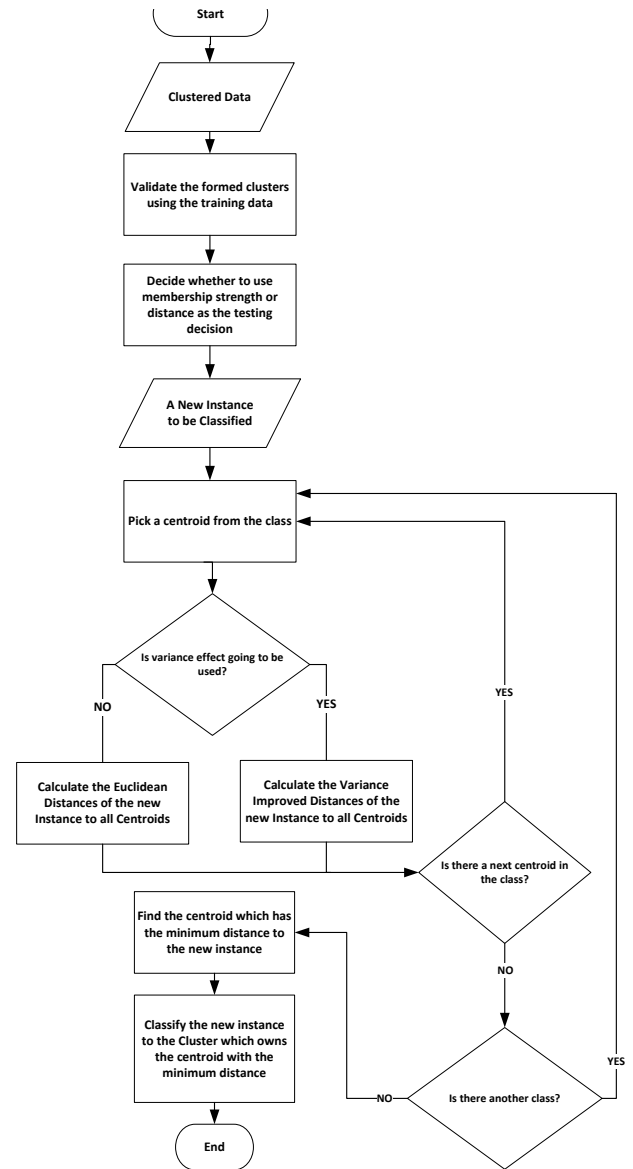 Start
Clustered Data
Validate the formed clusters
using the training data
Decide whether to use
membership strength or
distance as the testing
decision
A New Instance
to be Classified
Pick a centroid from the class
Is variance effect going to be
used?
NO
YES
YES
Calculate the Euclidean
Distances of the new
Instance to all Centroids
Calculate the Variance
Improved Distances of the
new Instance to all Centroids
Is there a next centroid in
the class?
Find the centroid which has
the minimum distance to
the new instance
NO
Classify the new instance
to the Cluster which owns
the centroid with the
minimum distance
YES
NO
Is there another class?
End